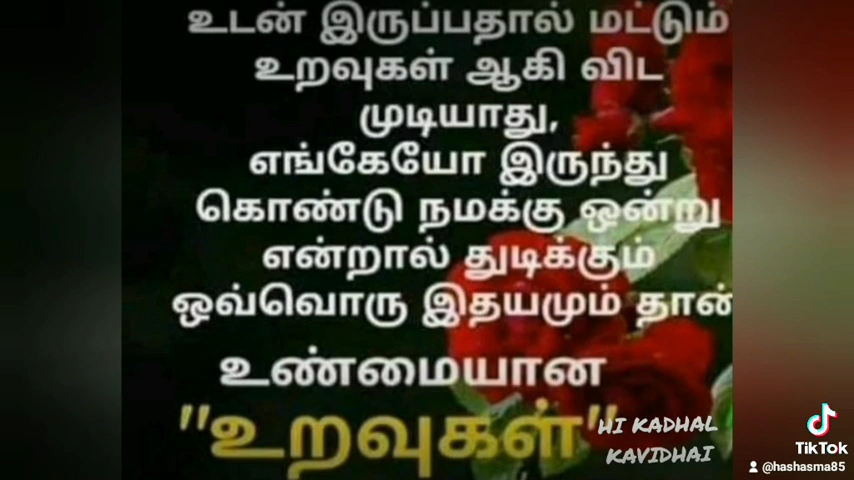 உடன் இருப்பதால் மட்டும்
உறவுகள் ஆகி விட
முடியாது,
எங்கேயோ இருந்து
கொண்டு நமக்கு ஒன்று
என்றால் துடிக்கும்
ஒவ்வொரு இதயமும் தான்
உண்மையான
"உறவுகள்"
HI KADHAL
KAVIDHAI
TikTok
@hashasma85